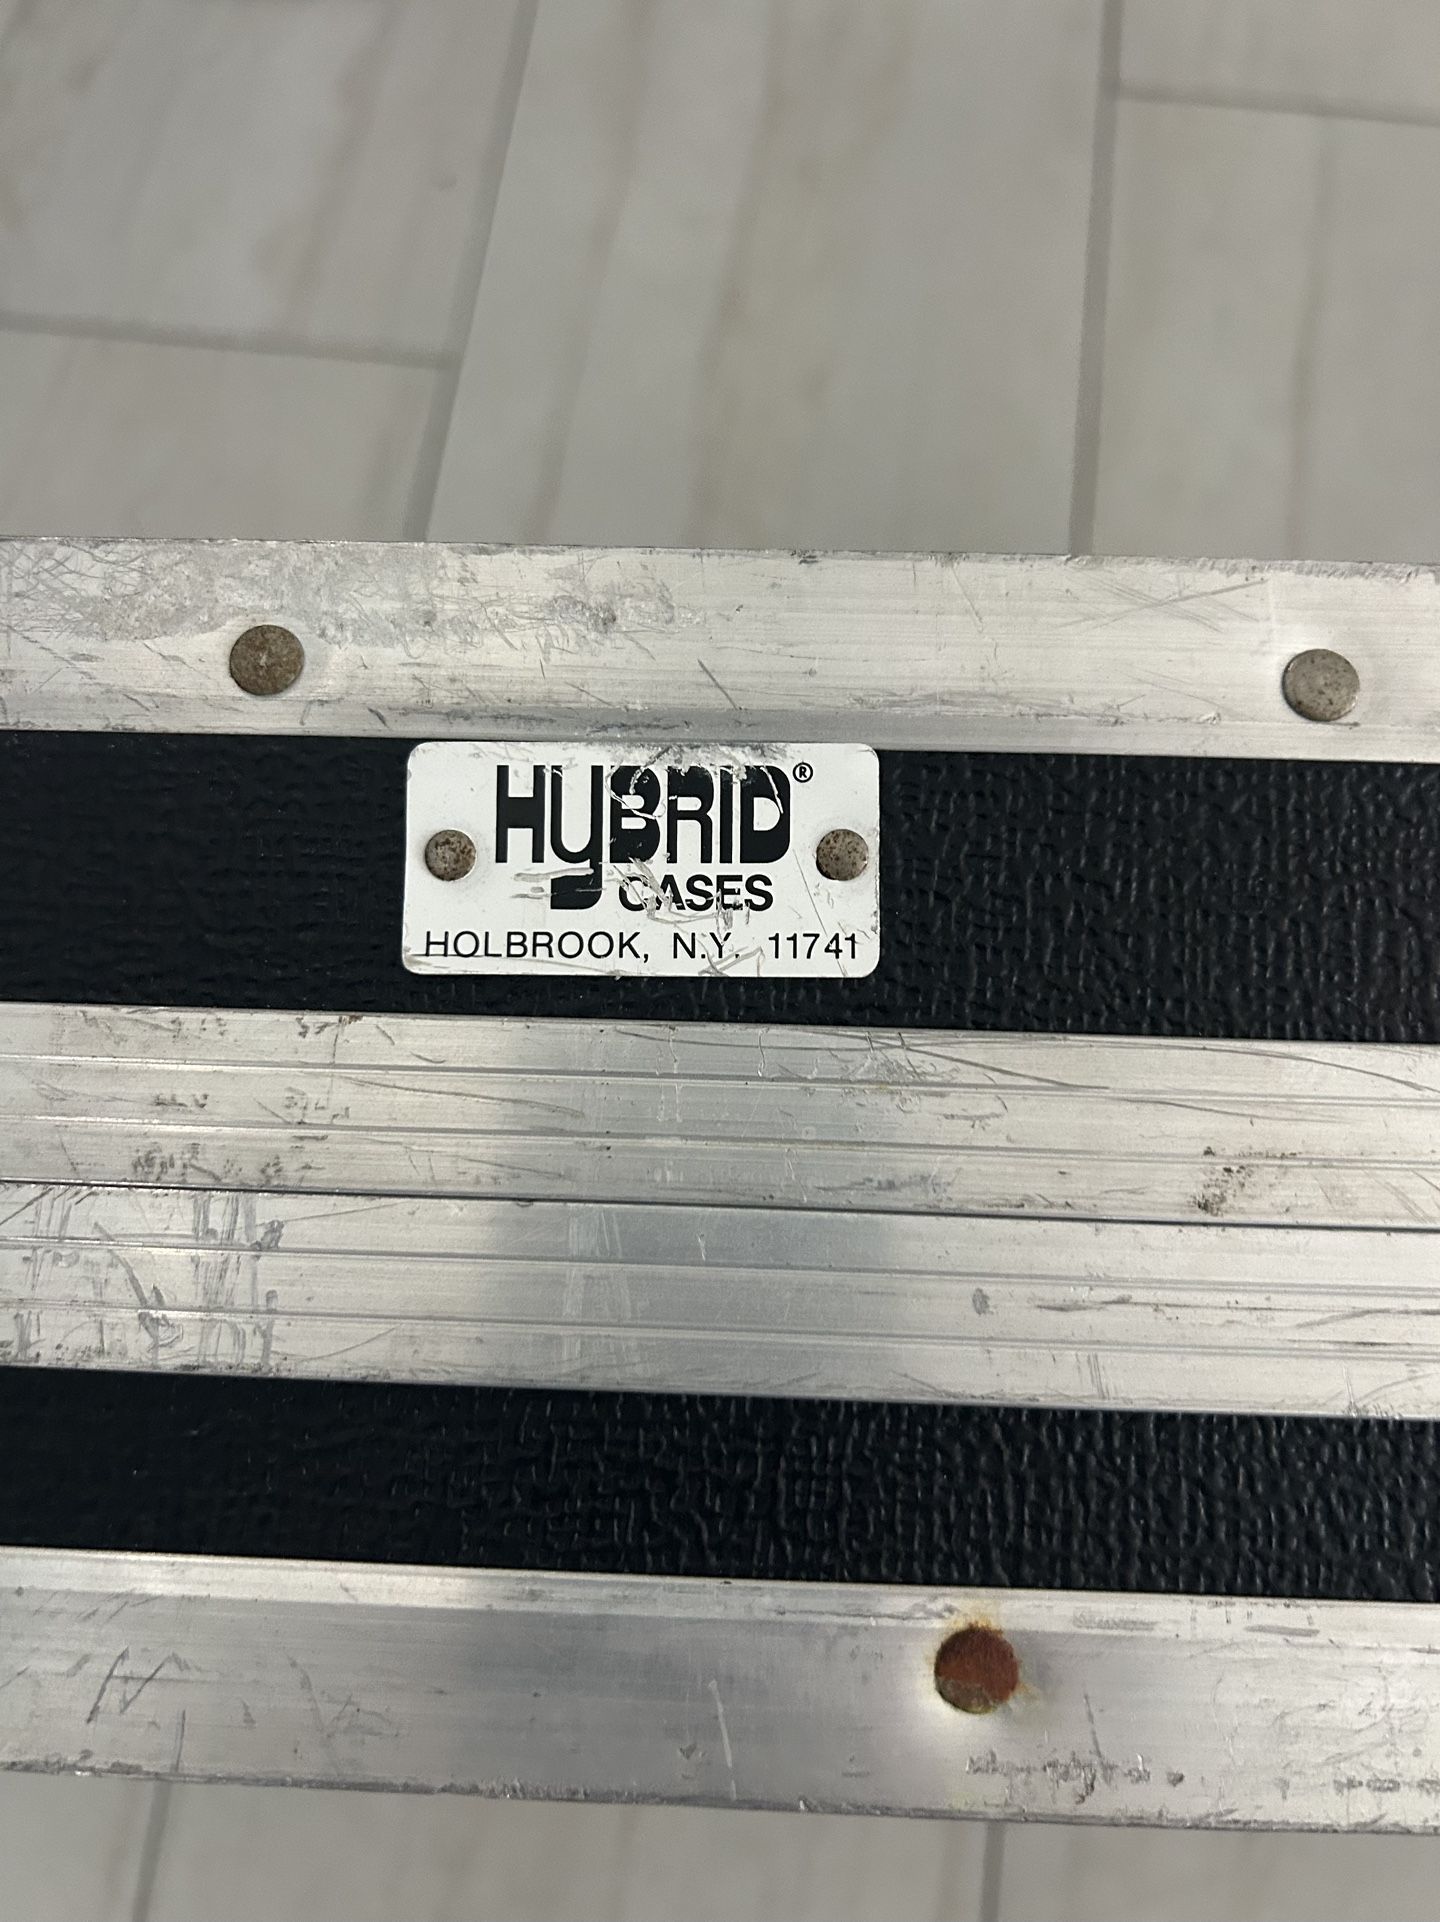 HyBRID®
CASES
HOLBROOK, N.Y. 11741